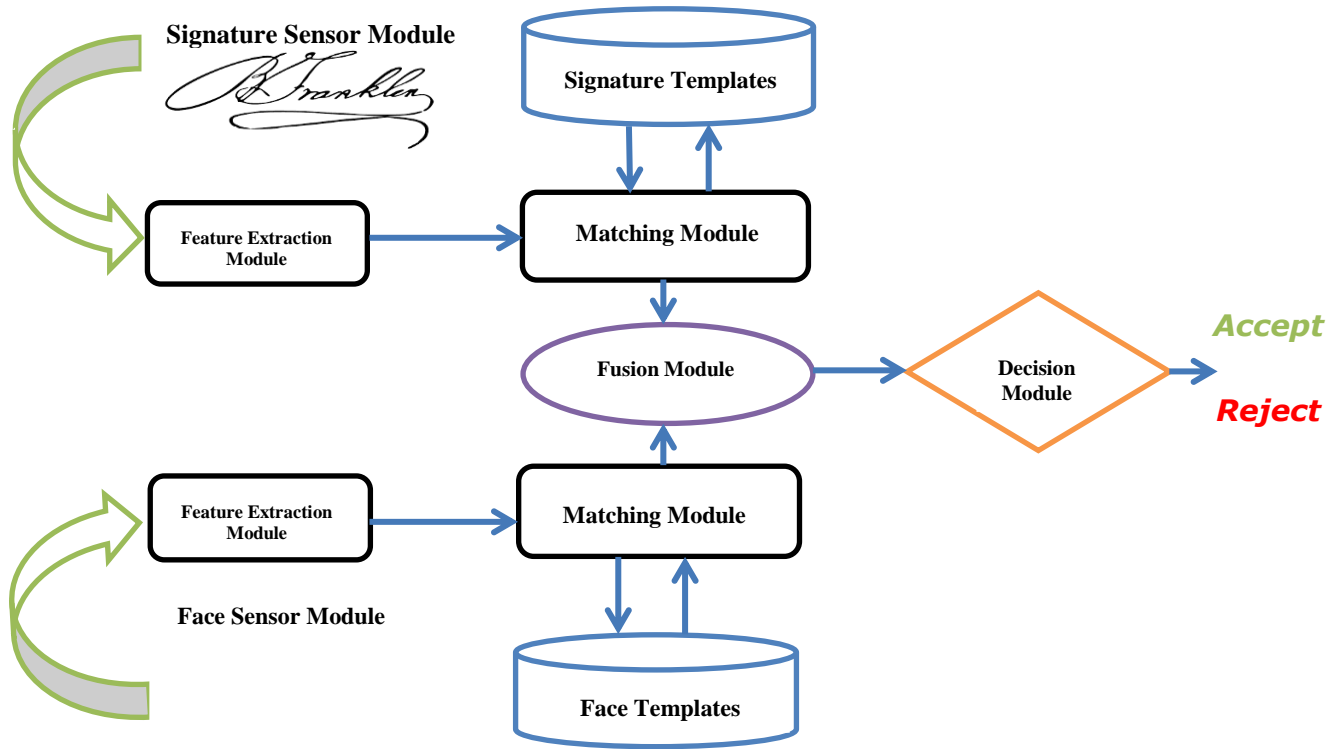 Signature Sensor Module
B Franklin
Signature Templates
Feature Extraction
Module
Matching Module
Fusion Module
Decision
Module
Accept
Reject
Feature Extraction
Module
Matching Module
Face Sensor Module
Face Templates